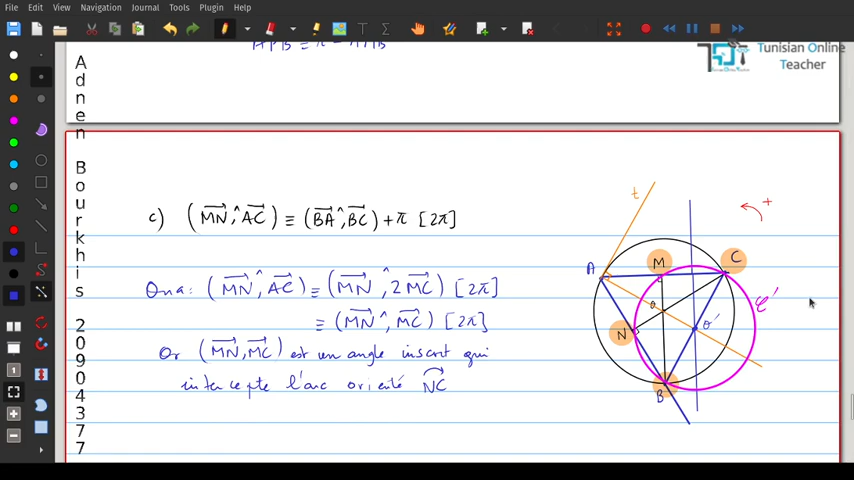 File Edit View Navigation Journal Tools Plugin Help
Tunisian Online
Teacher
Adnen Bourkhis 20904377
c) (MN^,AC) ≡ (BA^,BC) + π [2π]
On a : (MN^,AC) ≡ (MN^, 2MC) [2π]
≡ (MN^, MC) [2π]
Or (MN,MC) est un angle inscrit qui
intercepte l'arc orienté NC
t
+
A
M
C
O
N
O'
B
𝒞'